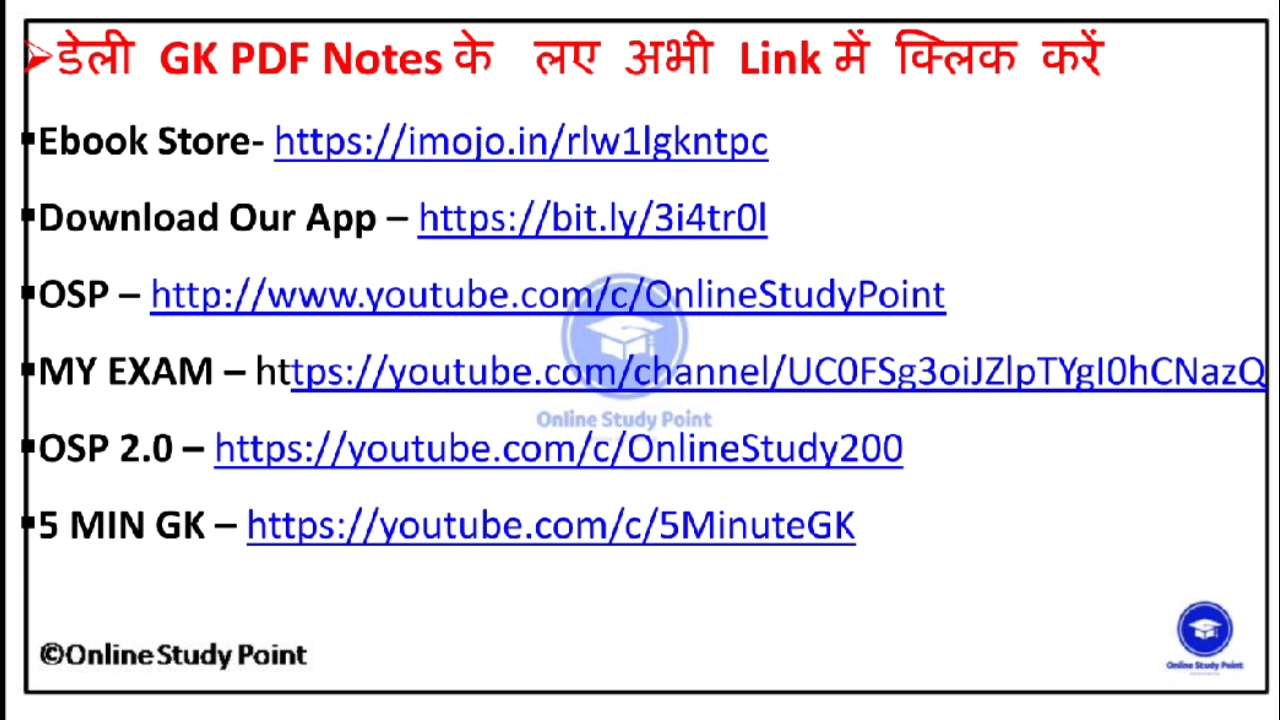 ➢डेली GK PDF Notes के लए अभी Link में क्लिक करें
▪Ebook Store- https://imojo.in/rlw1lgkntpc
▪Download Our App – https://bit.ly/3i4tr0l
▪OSP – http://www.youtube.com/c/OnlineStudyPoint
▪MY EXAM – https://youtube.com/channel/UC0FSg3oiJZlpTYgI0hCNazQ
Online Study Point
▪OSP 2.0 – https://youtube.com/c/OnlineStudy200
▪5 MIN GK – https://youtube.com/c/5MinuteGK
©Online Study Point
Online Study Point